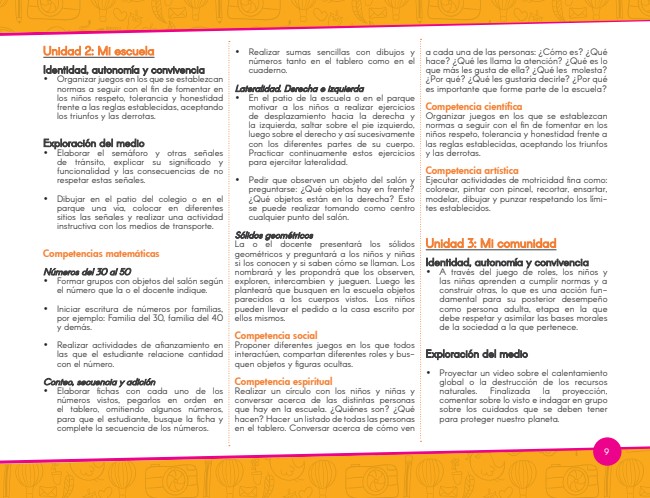 Unidad 2: Mi escuela
Identidad, autonomía y convivencia
• Organizar juegos en los que se establezcan
normas a seguir con el fin de fomentar en
los niños respeto, tolerancia y honestidad
frente a las reglas establecidas, aceptando
los triunfos y las derrotas.
Exploración del medio
• Elaborar el semáforo y otras señales
de tránsito, explicar su significado y
funcionalidad y las consecuencias de no
respetar estas señales.
• Dibujar en el patio del colegio o en el
parque una vía, colocar en diferentes
sitios las señales y realizar una actividad
instructiva con los medios de transporte.
Competencias matemáticas
Números del 30 al 50
• Formar grupos con objetos del salón según
el número que la o el docente indique.
• Iniciar escritura de números por familias,
por ejemplo: Familia del 30, familia del 40
y demás.
• Realizar actividades de afianzamiento en
las que el estudiante relacione cantidad
con el número.
Conteo, secuencia y adición
• Elaborar fichas con cada uno de los
números vistos, pegarlos en orden en
el tablero, omitiendo algunos números,
para que el estudiante, busque la ficha y
complete la secuencia de los números.
• Realizar sumas sencillas con dibujos y
números tanto en el tablero como en el
cuaderno.
Lateralidad. Derecha e izquierda
• En el patio de la escuela o en el parque
motivar a los niños a realizar ejercicios
de desplazamiento hacia la derecha y
la izquierda, saltar sobre el pie izquierdo,
luego sobre el derecho y así sucesivamente
con los diferentes partes de su cuerpo.
Practicar continuamente estos ejercicios
para ejercitar lateralidad.
• Pedir que observen un objeto del salón y
preguntarse: ¿Qué objetos hay en frente?
¿Qué objetos están en la derecha? Esto
se puede realizar tomando como centro
cualquier punto del salón.
Sólidos geométricos
La o el docente presentará los sólidos
geométricos y preguntará a los niños y niñas
si los conocen y si saben cómo se llaman. Los
nombrará y les propondrá que los observen,
exploren, intercambien y jueguen. Luego les
planteará que busquen en la escuela objetos
parecidos a los cuerpos vistos. Los niños
pueden llevar el pedido a la casa escrito por
ellos mismos.
Competencia social
Proponer diferentes juegos en los que todos
interactúen, compartan diferentes roles y bus-
quen objetos y figuras ocultas.
Competencia espiritual
Realizar un círculo con los niños y niñas y
conversar acerca de las distintas personas
que hay en la escuela. ¿Quiénes son? ¿Qué
hacen? Hacer un listado de todas las personas
en el tablero. Conversar acerca de cómo ven
a cada una de las personas: ¿Cómo es? ¿Qué
hace? ¿Qué les llama la atención? ¿Qué es lo
que más les gusta de ella? ¿Qué les molesta?
¿Por qué? ¿Qué les gustaría decirle? ¿Por qué
es importante que forme parte de la escuela?
Competencia científica
Organizar juegos en los que se establezcan
normas a seguir con el fin de fomentar en los
niños respeto, tolerancia y honestidad frente a
las reglas establecidas, aceptando los triunfos
y las derrotas.
Competencia artística
Ejecutar actividades de motricidad fina como:
colorear, pintar con pincel, recortar, ensartar,
modelar, dibujar y punzar respetando los lími-
tes establecidos.
Unidad 3: Mi comunidad
Identidad, autonomía y convivencia
• A través del juego de roles, los niños y
las niñas aprenden a cumplir normas y a
construir otras, lo que es una acción fun-
damental para su posterior desempeño
como persona adulta, etapa en la que
debe respetar y asimilar las bases morales
de la sociedad a la que pertenece.
Exploración del medio
• Proyectar un video sobre el calentamiento
global o la destrucción de los recursos
naturales. Finalizada la proyección,
comentar sobre lo visto e indagar en grupo
sobre los cuidados que se deben tener
para proteger nuestro planeta.
9